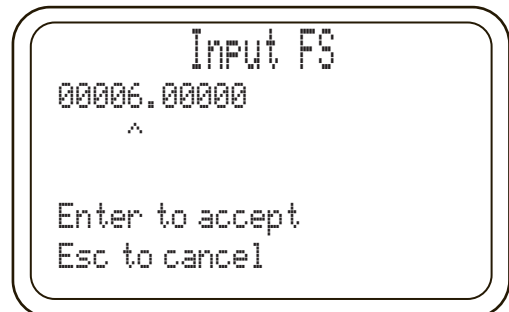 Input FS
00006.00000
^
Enter to accept
Esc to cancel